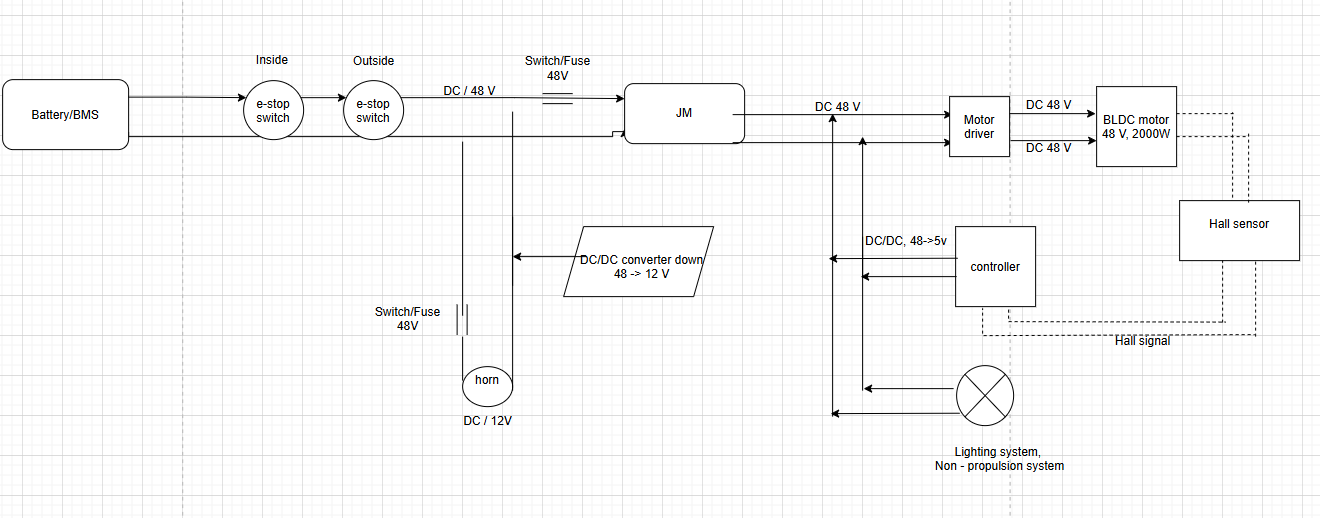 Inside
Outside
Switch/Fuse
48V
Battery/BMS
e-stop
switch
e-stop
switch
DC / 48 V
JM
DC 48 V
Motor
driver
DC 48 V
DC 48 V
BLDC motor
48 V, 2000W
Hall sensor
DC/DC converter down
48 -> 12 V
DC/DC, 48->5v
controller
Hall signal
Switch/Fuse
48V
horn
DC / 12V
Lighting system,
Non - propulsion system